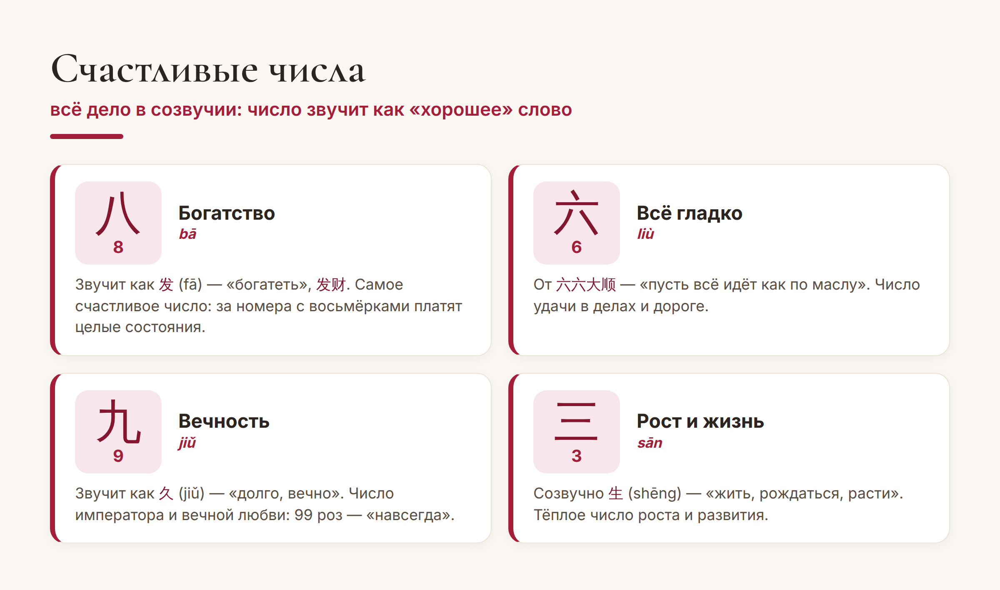 Счастливые числа
всё дело в созвучии: число звучит как «хорошее» слово
八
8
Богатство
bā
Звучит как 发 (fā) — «богатеть», 发财. Самое
счастливое число: за номера с восьмёрками платят
целые состояния.
六
6
Всё гладко
liù
От 六六大顺 — «пусть всё идёт как по маслу». Число
удачи в делах и дороге.
九
9
Вечность
jiǔ
Звучит как 久 (jiǔ) — «долго, вечно». Число
императора и вечной любви: 99 роз — «навсегда».
三
3
Рост и жизнь
sān
Созвучно 生 (shēng) — «жить, рождаться, расти».
Тёплое число роста и развития.